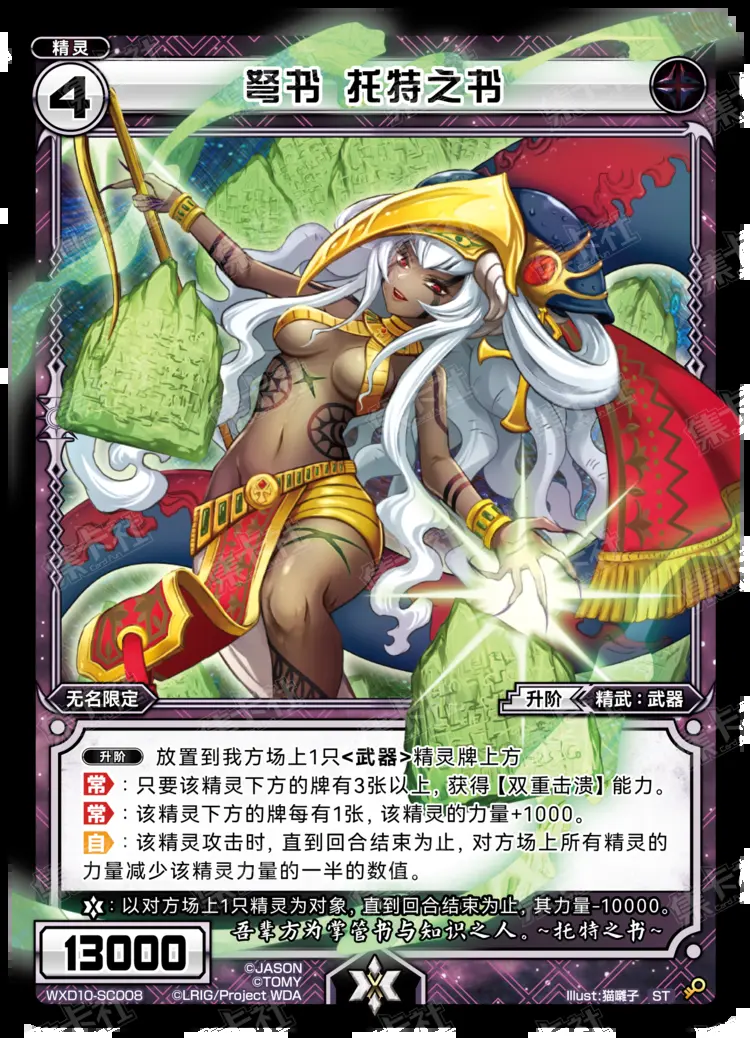 精灵
4
弩书 托特之书
无名限定
升阶 精武：武器
升阶 放置到我方场上1只<武器>精灵牌上方
常：只要该精灵下方的牌有3张以上，获得【双重击溃】能力。
常：该精灵下方的牌每有1张，该精灵的力量+1000。
自：该精灵攻击时，直到回合结束为止，对方场上所有精灵的
力量减少该精灵力量的一半的数值。
：以对方场上1只精灵为对象，直到回合结束为止，其力量-10000。
吾辈方为掌管书与知识之人。~托特之书~
13000
©JASON
©TOMY
WXD10-SC008 ©LRIG/Project WDA Illust:猫囃子 ST
集卡社